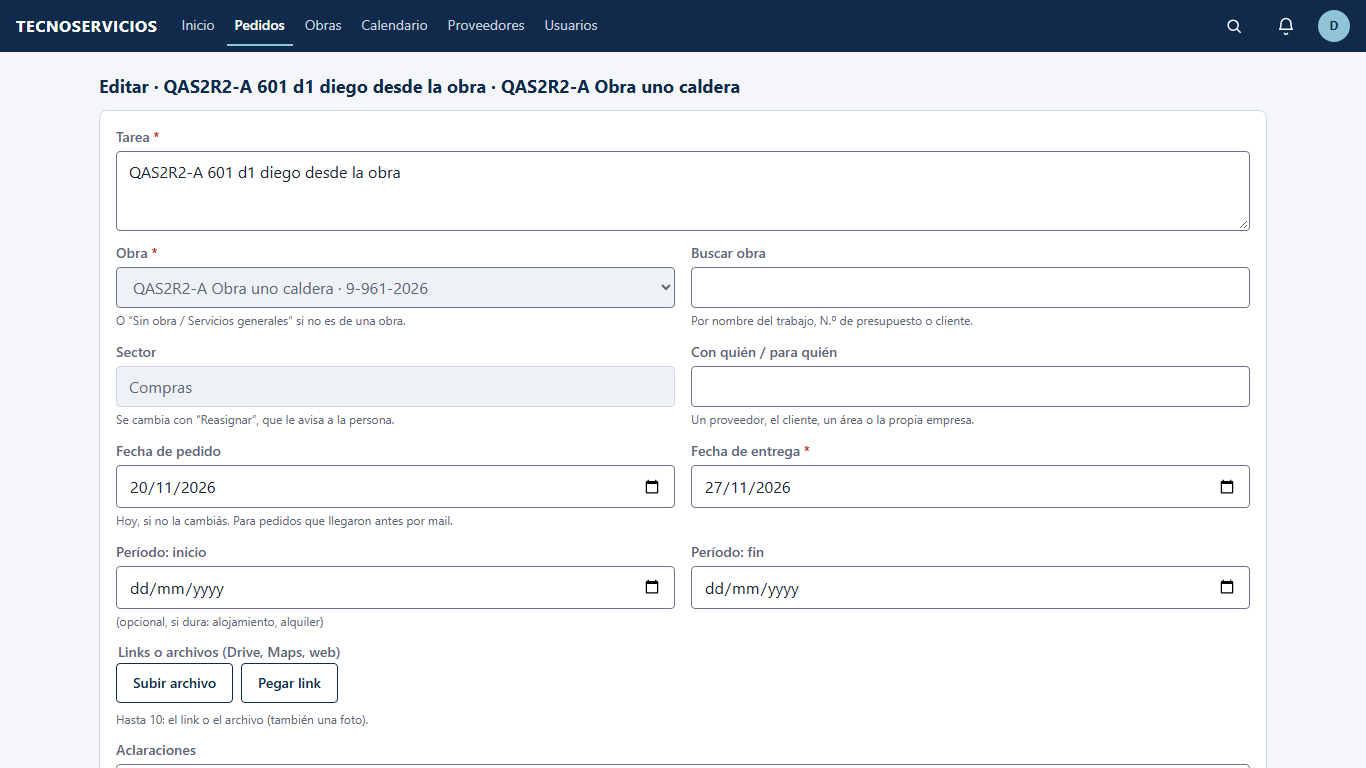 TECNOSERVICIOS Inicio Pedidos Obras Calendario Proveedores Usuarios D
Editar · QAS2R2-A 601 d1 diego desde la obra · QAS2R2-A Obra uno caldera
Tarea *
QAS2R2-A 601 d1 diego desde la obra
Obra * Buscar obra
QAS2R2-A Obra uno caldera · 9-961-2026
O “Sin obra / Servicios generales” si no es de una obra. Por nombre del trabajo, N.º de presupuesto o cliente.
Sector Con quién / para quién
Compras
Se cambia con “Reasignar”, que le avisa a la persona. Un proveedor, el cliente, un área o la propia empresa.
Fecha de pedido Fecha de entrega *
20/11/2026 27/11/2026
Hoy, si no la cambiás. Para pedidos que llegaron antes por mail.
Período: inicio Período: fin
dd/mm/yyyy dd/mm/yyyy
(opcional, si dura: alojamiento, alquiler)
Links o archivos (Drive, Maps, web)
Subir archivo Pegar link
Hasta 10: el link o el archivo (también una foto).
Aclaraciones